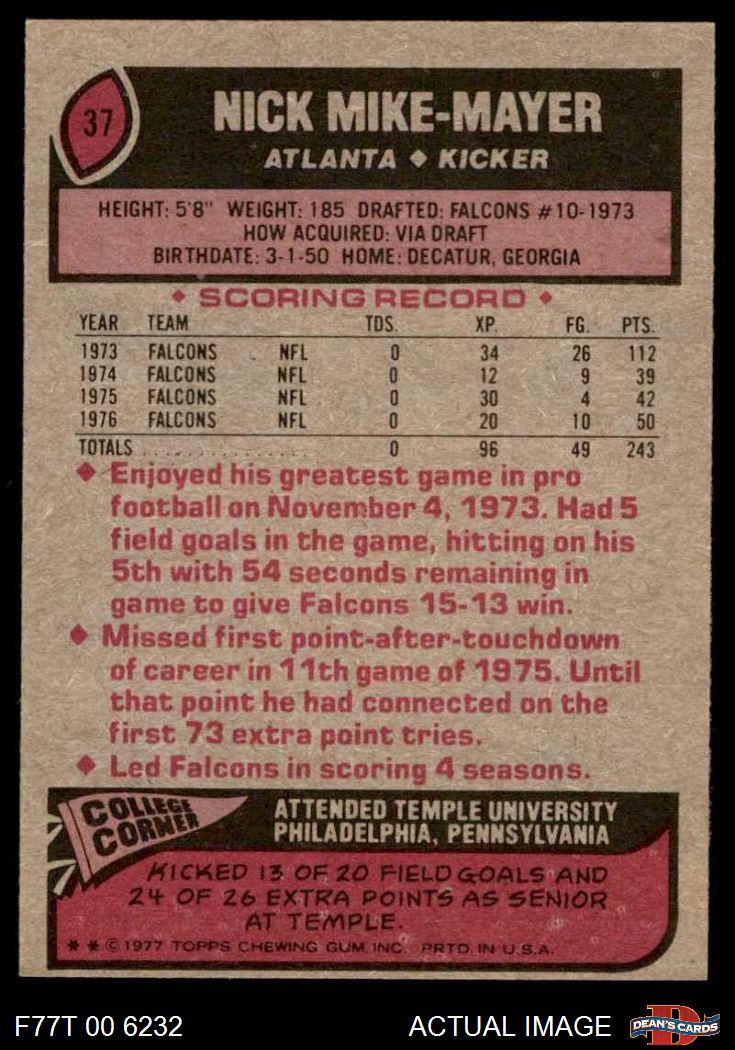 37
NICK MIKE-MAYER
ATLANTA ♦ KICKER
HEIGHT: 5'8" WEIGHT: 185 DRAFTED: FALCONS #10-1973
HOW ACQUIRED: VIA DRAFT
BIRTHDATE: 3-1-50 HOME: DECATUR, GEORGIA
♦ SCORING RECORD ♦
YEAR TEAM TDS. XP. FG. PTS.
1973 FALCONS NFL 0 34 26 112
1974 FALCONS NFL 0 12 9 39
1975 FALCONS NFL 0 30 4 42
1976 FALCONS NFL 0 20 10 50
TOTALS ................ 0 96 49 243
♦ Enjoyed his greatest game in pro
football on November 4, 1973. Had 5
field goals in the game, hitting on his
5th with 54 seconds remaining in
game to give Falcons 15-13 win.
♦ Missed first point-after-touchdown
of career in 11th game of 1975. Until
that point he had connected on the
first 73 extra point tries.
♦ Led Falcons in scoring 4 seasons.
COLLEGE
CORNER
ATTENDED TEMPLE UNIVERSITY
PHILADELPHIA, PENNSYLVANIA
KICKED 13 OF 20 FIELD GOALS AND
24 OF 26 EXTRA POINTS AS SENIOR
AT TEMPLE.
* * © 1977 TOPPS CHEWING GUM, INC. PRTD. IN U.S.A.
F77T 00 6232
ACTUAL IMAGE
DEAN'S CARDS